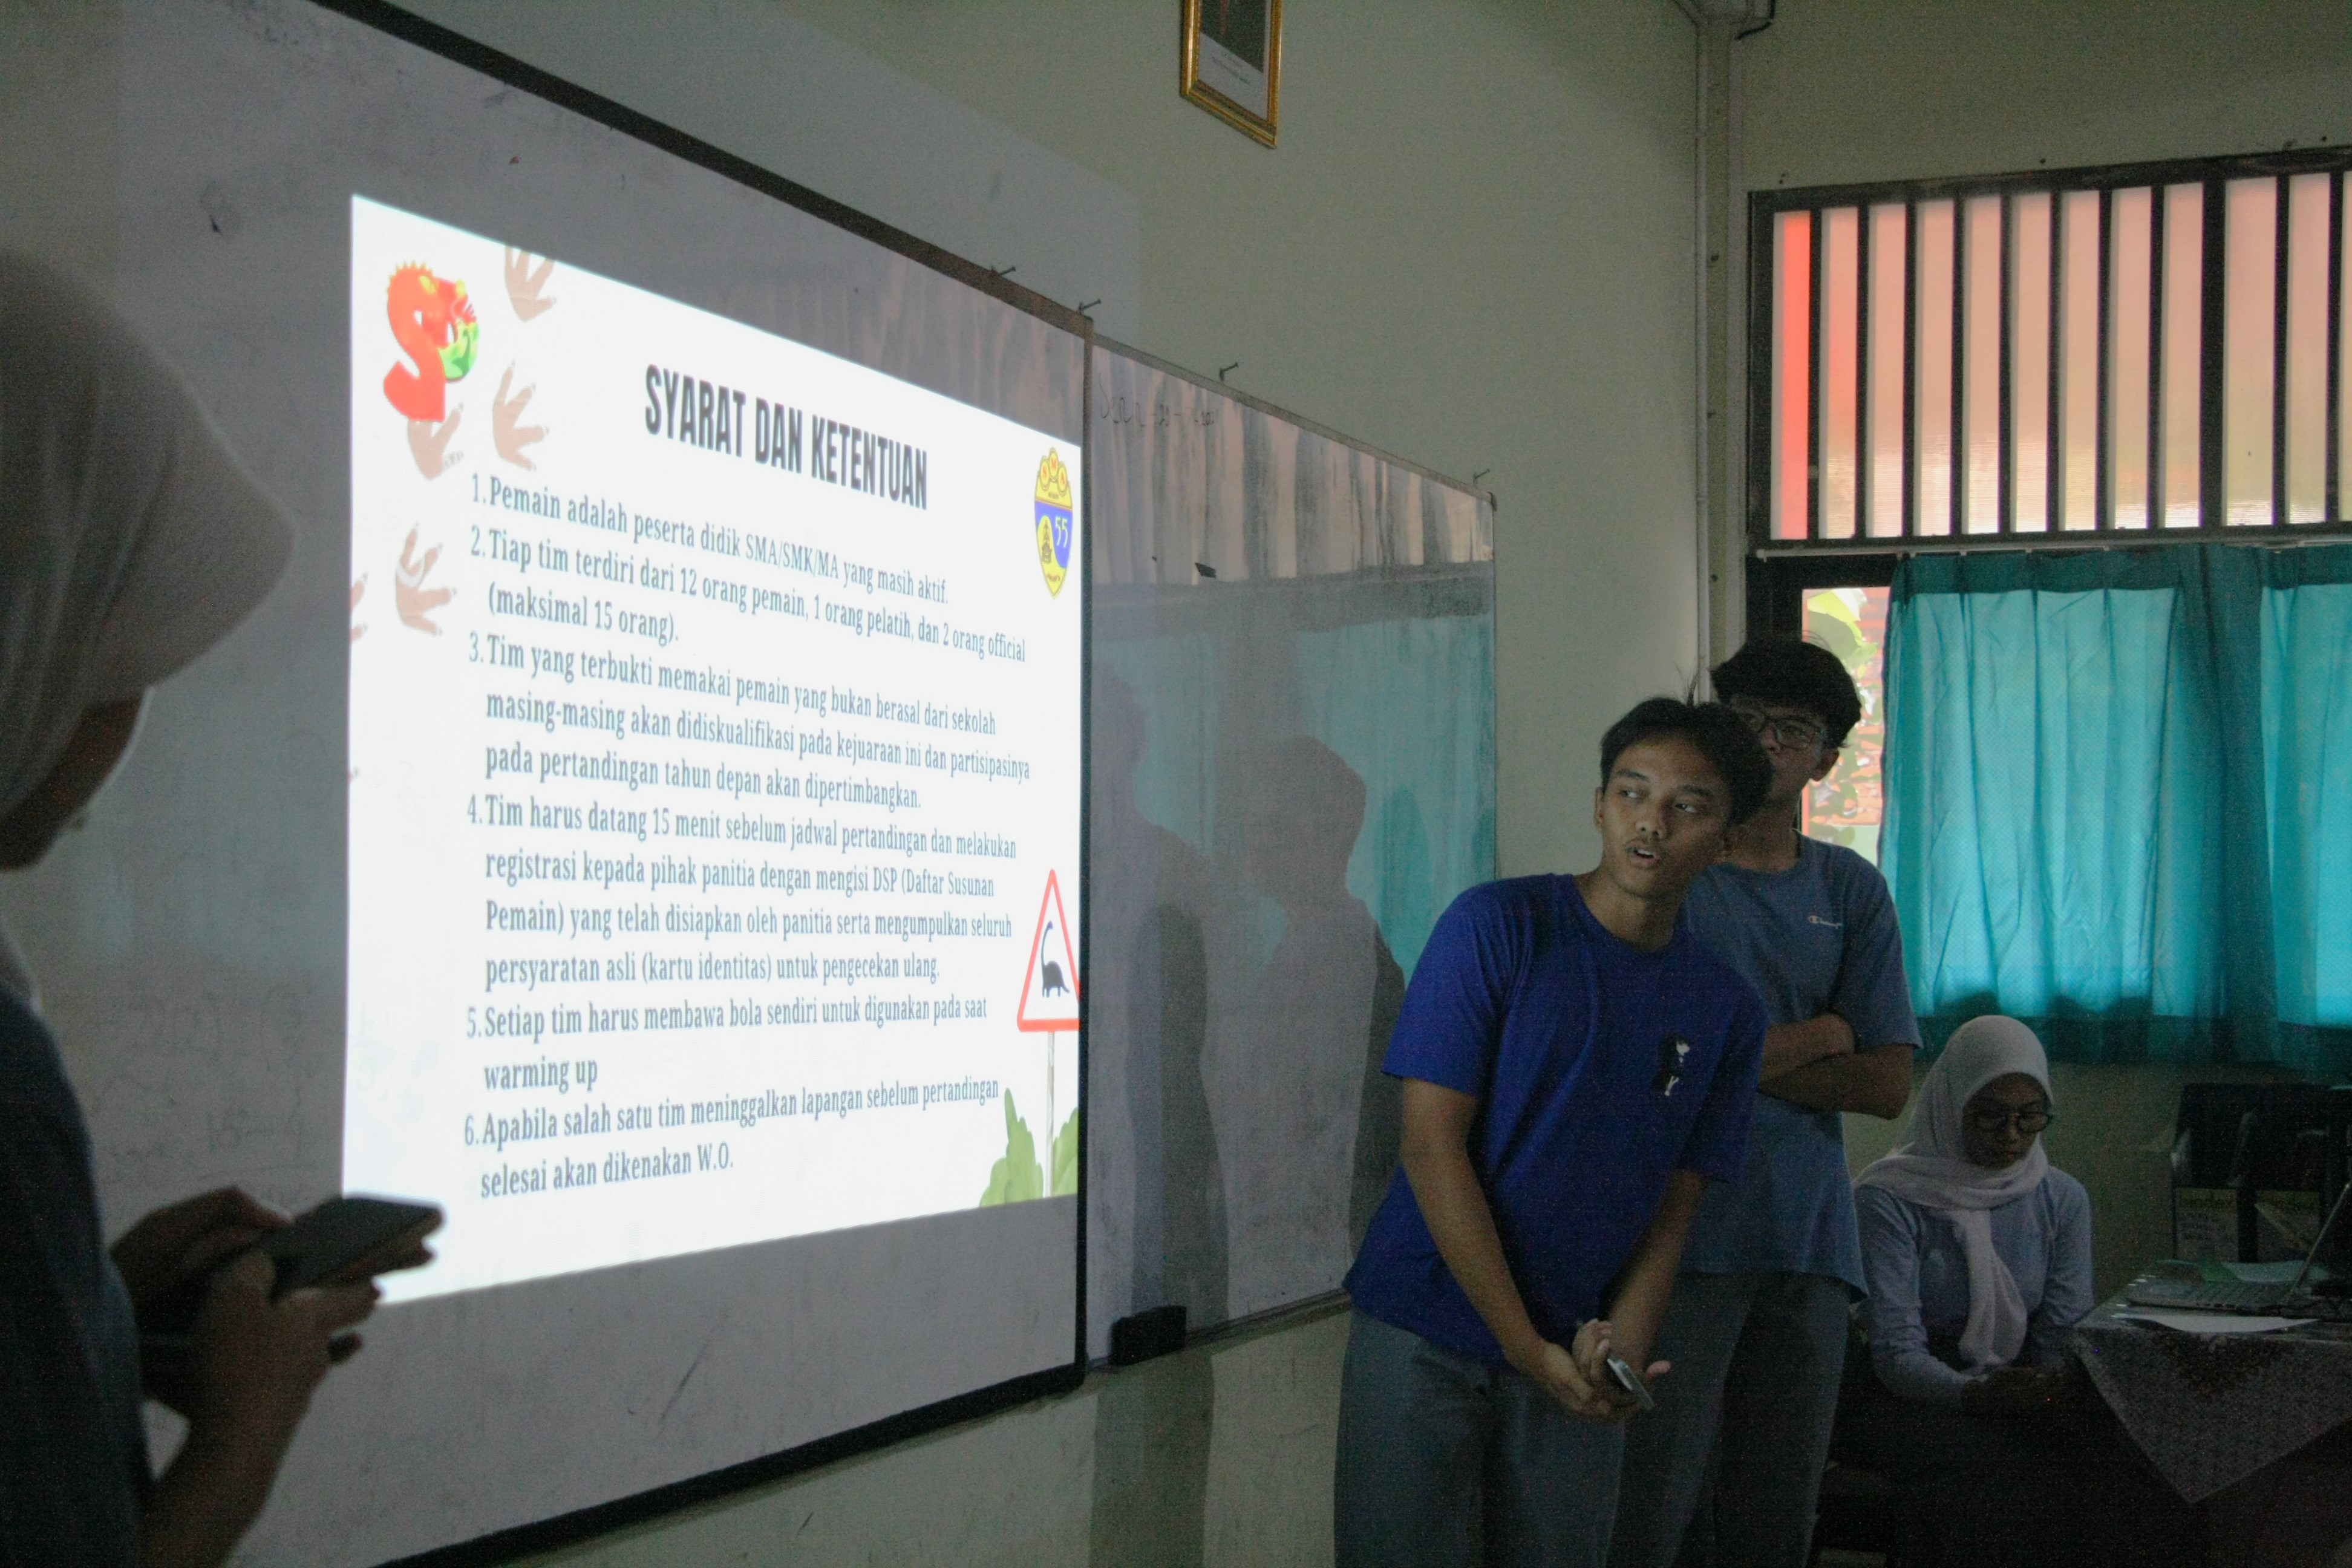 SYARAT DAN KETENTUAN
1. Pemain adalah peserta didik SMA/SMK/MA yang masih aktif.
2. Tiap tim terdiri dari 12 orang pemain, 1 orang pelatih, dan 2 orang official
(maksimal 15 orang).
3. Tim yang terbukti memakai pemain yang bukan berasal dari sekolah
masing-masing akan didiskualifikasi pada kejuaraan ini dan partisipasinya
pada pertandingan tahun depan akan dipertimbangkan.
4. Tim harus datang 15 menit sebelum jadwal pertandingan dan melakukan
registrasi kepada pihak panitia dengan mengisi DSP (Daftar Susunan
Pemain) yang telah disiapkan oleh panitia serta mengumpulkan seluruh
persyaratan asli (kartu identitas) untuk pengecekan ulang.
5. Setiap tim harus membawa bola sendiri untuk digunakan pada saat
warming up
6. Apabila salah satu tim meninggalkan lapangan sebelum pertandingan
selesai akan dikenakan W.O.
55